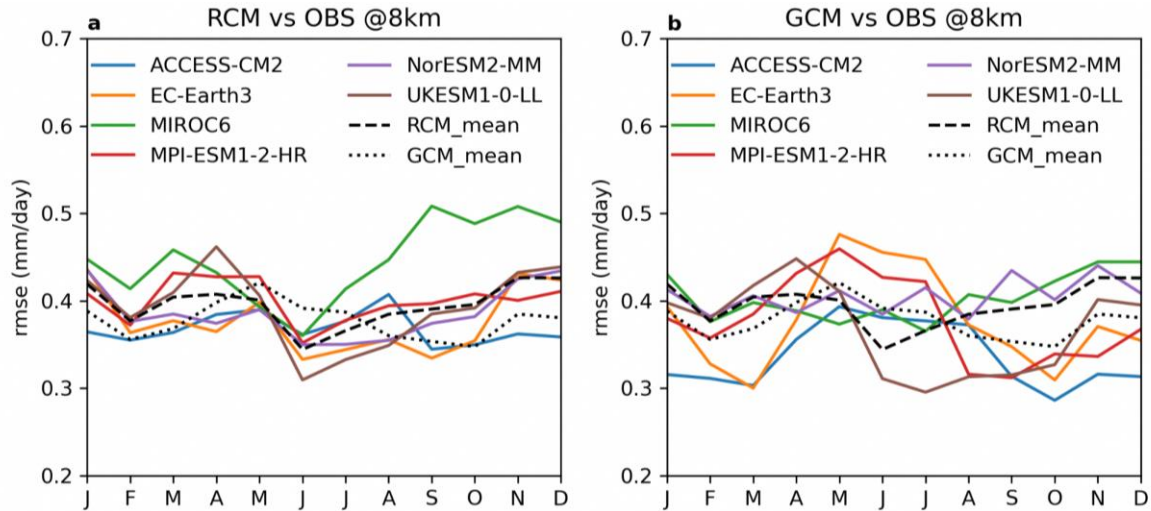 a RCM vs OBS @8km
0.7
0.6
0.5
0.4
0.3
0.2
rmse (mm/day)
ACCESS-CM2
EC-Earth3
MIROC6
MPI-ESM1-2-HR
NorESM2-MM
UKESM1-0-LL
RCM_mean
GCM_mean
J F M A M J J A S O N D
b GCM vs OBS @8km
0.7
0.6
0.5
0.4
0.3
0.2
rmse (mm/day)
ACCESS-CM2
EC-Earth3
MIROC6
MPI-ESM1-2-HR
NorESM2-MM
UKESM1-0-LL
RCM_mean
GCM_mean
J F M A M J J A S O N D